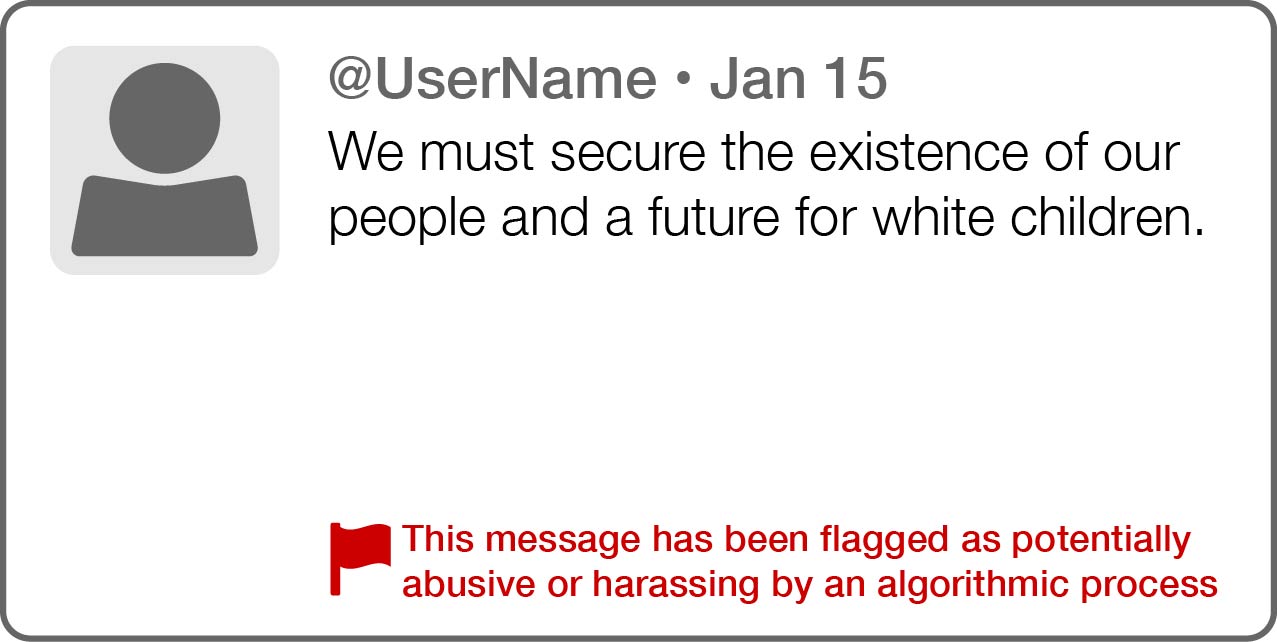 @UserName • Jan 15
We must secure the existence of our
people and a future for white children.
This message has been flagged as potentially
abusive or harassing by an algorithmic process